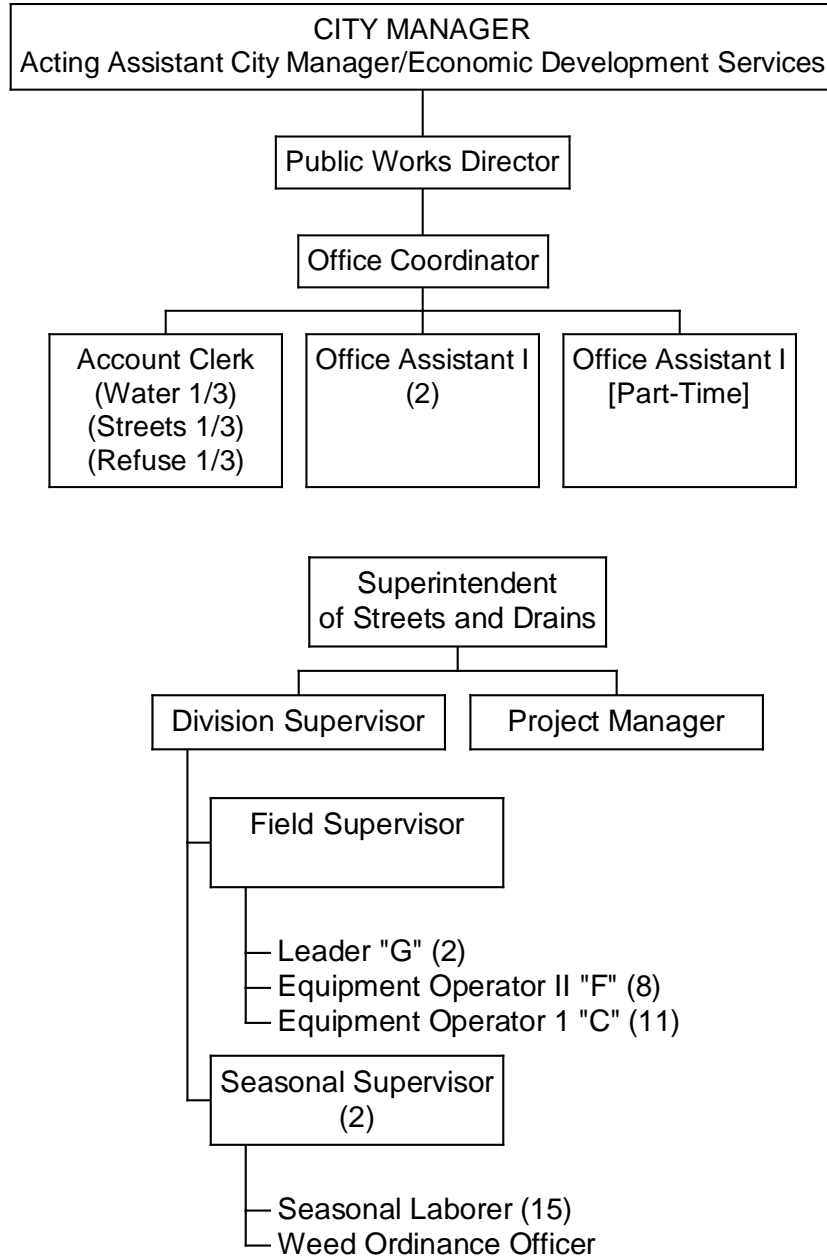 CITY MANAGER
Acting Assistant City Manager/Economic Development Services
Public Works Director
Office Coordinator
Account Clerk
(Water 1/3)
(Streets 1/3)
(Refuse 1/3)
Office Assistant I
(2)
Office Assistant I
[Part-Time]
Superintendent
of Streets and Drains
Division Supervisor
Project Manager
Field Supervisor
Leader "G" (2)
Equipment Operator II "F" (8)
Equipment Operator 1 "C" (11)
Seasonal Supervisor
(2)
Seasonal Laborer (15)
Weed Ordinance Officer